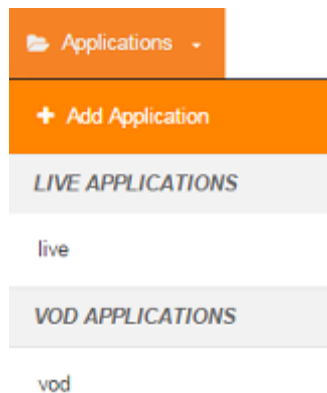 Applications
+ Add Application
LIVE APPLICATIONS
live
VOD APPLICATIONS
vod